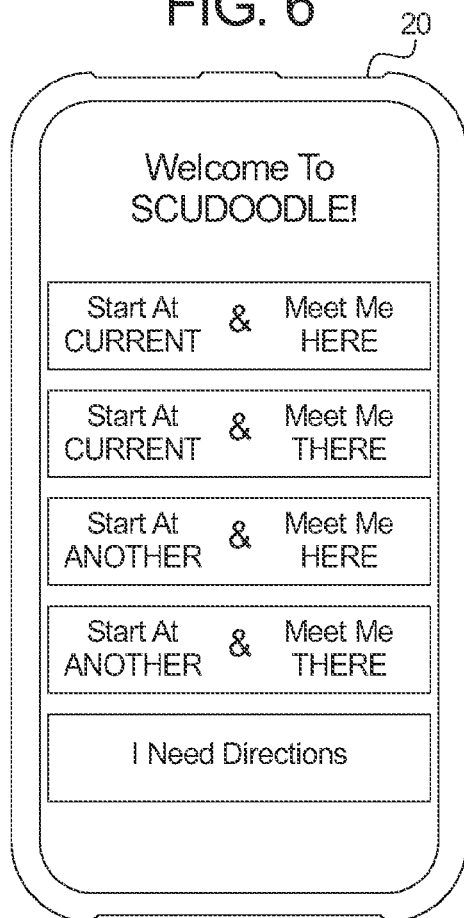 FIG. 6
20
Welcome To
SCUDOODLE!
Start At & Meet Me
CURRENT HERE
Start At & Meet Me
CURRENT THERE
Start At & Meet Me
ANOTHER HERE
Start At & Meet Me
ANOTHER THERE
I Need Directions